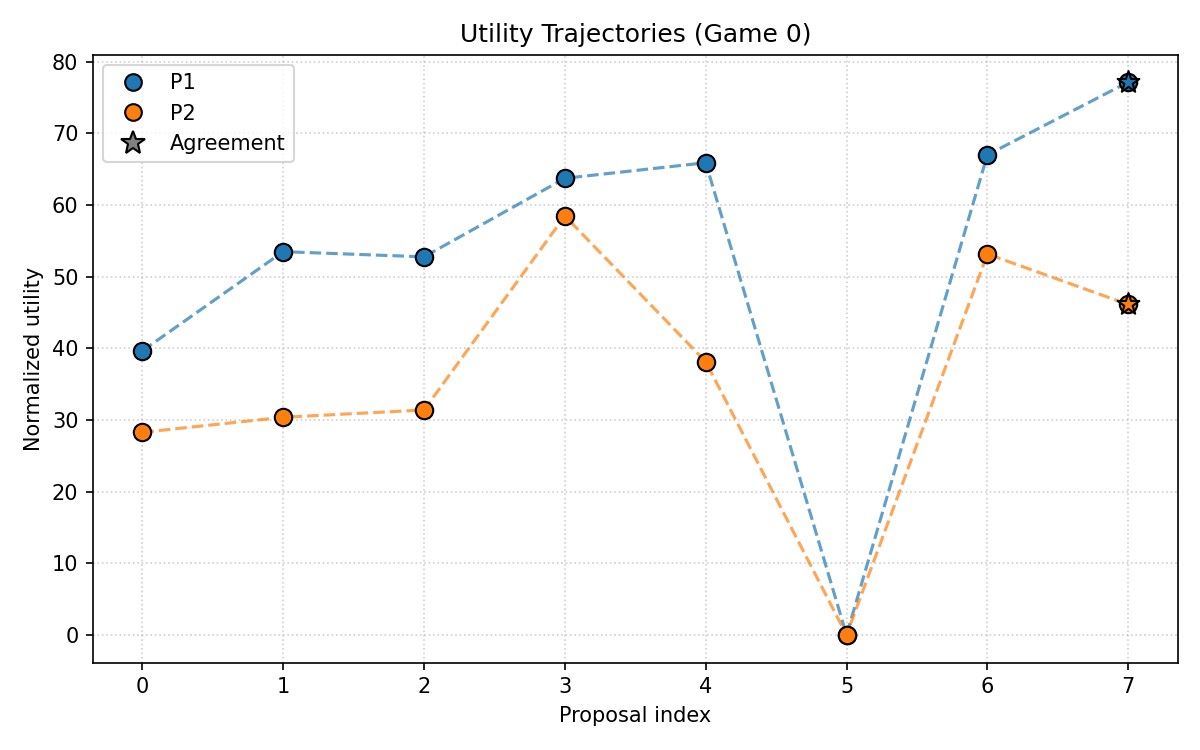 Utility Trajectories (Game 0)
P1
P2
Agreement
Normalized utility
80
70
60
50
40
30
20
10
0
0 1 2 3 4 5 6 7
Proposal index